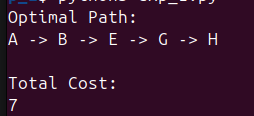 Optimal Path:
A -> B -> E -> G -> H
Total Cost:
7